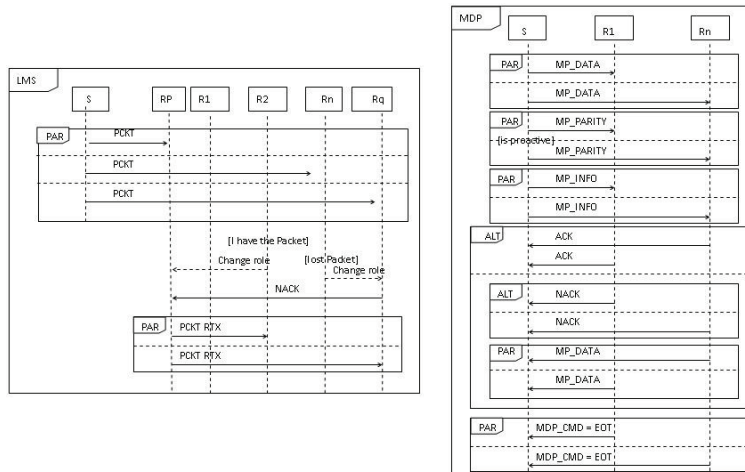 LMS
S RP R1 R2 Rn Rq
PAR
PCKT
PCKT
PCKT
[I have the Packet]
Change role
[lost Packet]
Change role
NACK
PAR
PCKT RTX
PCKT RTX
MDP
S R1 Rn
PAR
MP_DATA
MP_DATA
PAR
MP_PARITY
[is proactive]
MP_PARITY
PAR
MP_INFO
MP_INFO
ALT
ACK
ACK
ALT
NACK
NACK
PAR
MP_DATA
MP_DATA
PAR
MDP_CMD = EOT
MDP_CMD = EOT